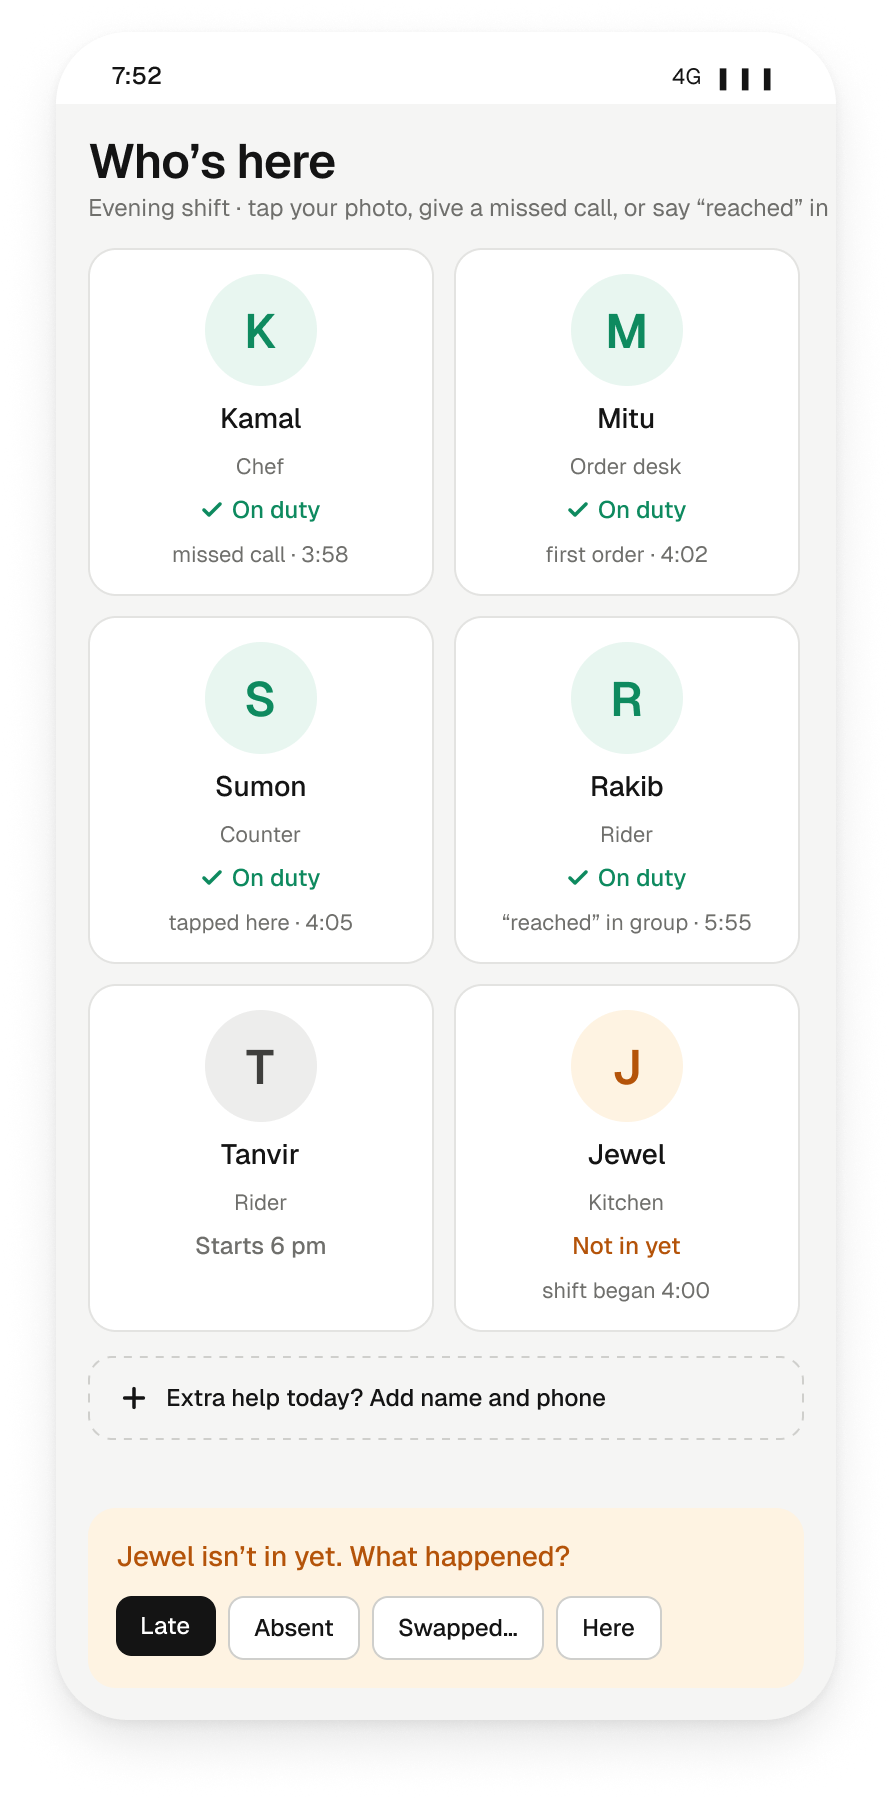 7:52 4G
Who’s here
Evening shift · tap your photo, give a missed call, or say “reached” in
K
Kamal
Chef
On duty
missed call · 3:58
M
Mitu
Order desk
On duty
first order · 4:02
S
Sumon
Counter
On duty
tapped here · 4:05
R
Rakib
Rider
On duty
“reached” in group · 5:55
T
Tanvir
Rider
Starts 6 pm
J
Jewel
Kitchen
Not in yet
shift began 4:00
Extra help today? Add name and phone
Jewel isn’t in yet. What happened?
Late Absent Swapped… Here